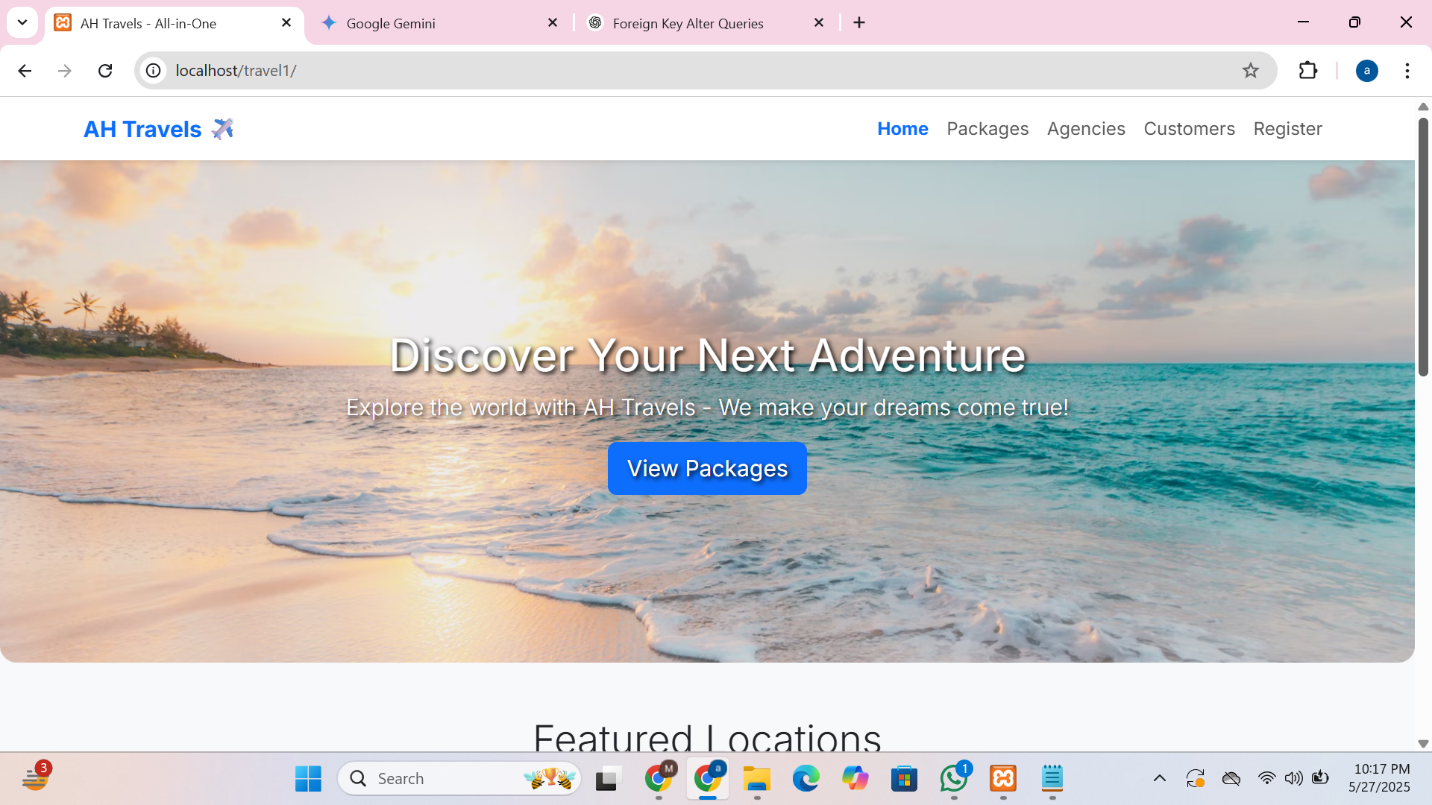 AH Travels - All-in-One
Google Gemini
Foreign Key Alter Queries
localhost/travel1/
a
AH Travels
Home Packages Agencies Customers Register
Discover Your Next Adventure
Explore the world with AH Travels - We make your dreams come true!
View Packages
Featured Locations
3
Search
M
a
1
10:17 PM
5/27/2025